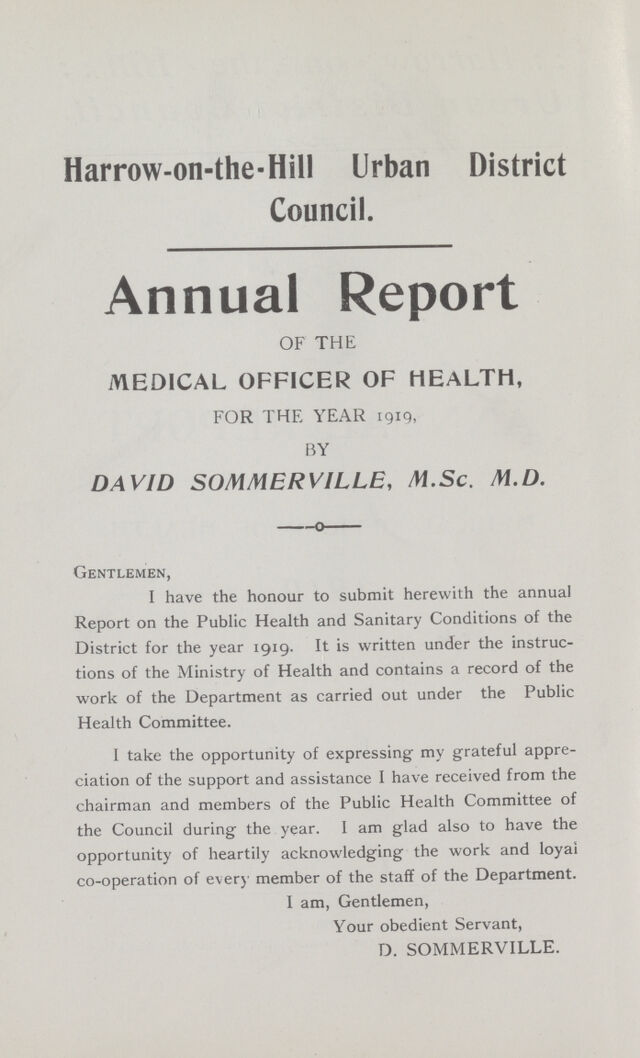 Harrow-on-the-Hill Urban District
Council.
Annual Report
OF THE
MEDICAL OFFICER OF HEALTH,
FOR THE YEAR 1919,
BY
DAVID SOMMERVILLE, M.Sc. M.D.
GENTLEMEN,
I have the honour to submit herewith the annual
Report on the Public Health and Sanitary Conditions of the
District for the year 1919. It is written under the instruc-
tions of the Ministry of Health and contains a record of the
work of the Department as carried out under the Public
Health Committee.
I take the opportunity of expressing my grateful appre-
ciation of the support and assistance I have received from the
chairman and members of the Public Health Committee of
the Council during the year. I am glad also to have the
opportunity of heartily acknowledging the work and loyal
co-operation of every member of the staff of the Department.
I am, Gentlemen,
Your obedient Servant,
D. SOMMERVILLE.